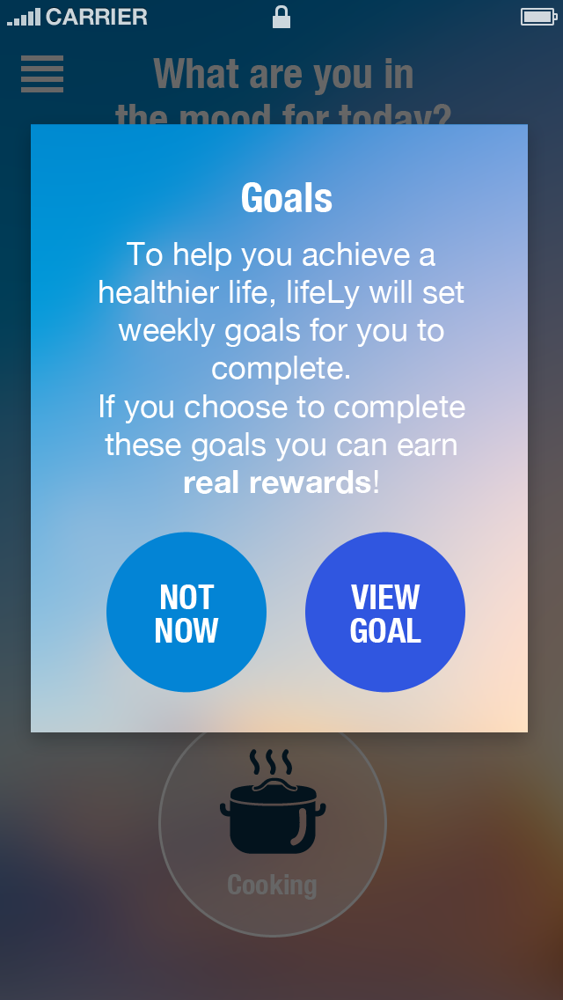 CARRIER
What are you in
the mood for today?
Goals
To help you achieve a
healthier life, lifeLy will set
weekly goals for you to
complete.
If you choose to complete
these goals you can earn
real rewards!
NOT
NOW
VIEW
GOAL
Cooking